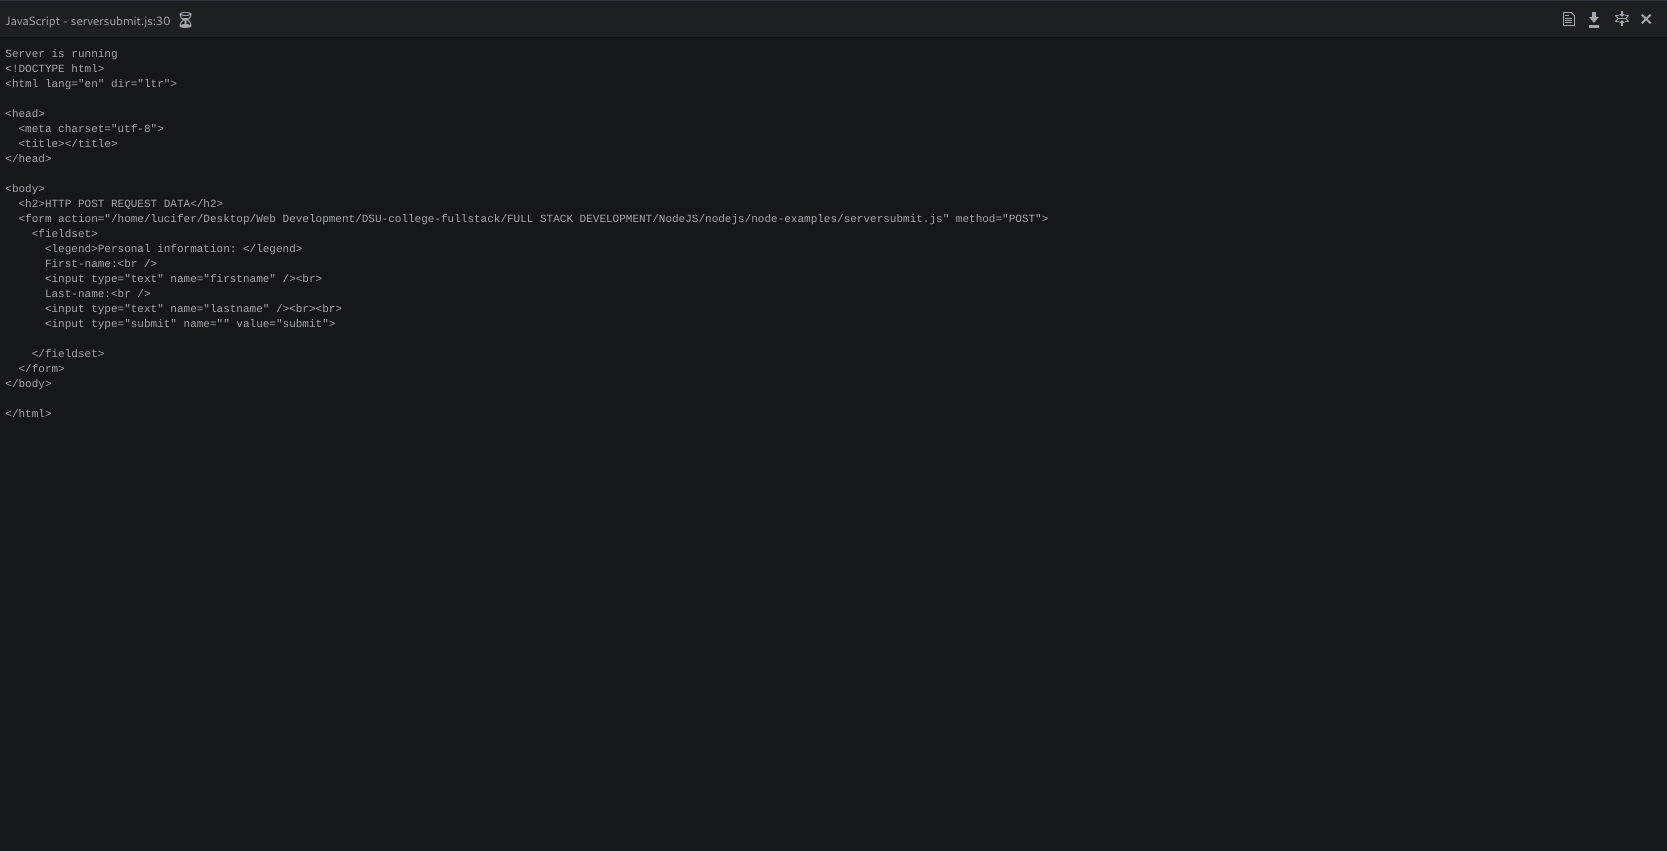 JavaScript - serversubmit.js:30
Server is running
<!DOCTYPE html>
<html lang="en" dir="ltr">

<head>
  <meta charset="utf-8">
  <title></title>
</head>

<body>
  <h2>HTTP POST REQUEST DATA</h2>
  <form action="/home/lucifer/Desktop/Web Development/DSU-college-fullstack/FULL STACK DEVELOPMENT/NodeJS/nodejs/node-examples/serversubmit.js" method="POST">
    <fieldset>
      <legend>Personal information: </legend>
      First-name:<br />
      <input type="text" name="firstname" /><br>
      Last-name:<br />
      <input type="text" name="lastname" /><br><br>
      <input type="submit" name="" value="submit">

    </fieldset>
  </form>
</body>

</html>